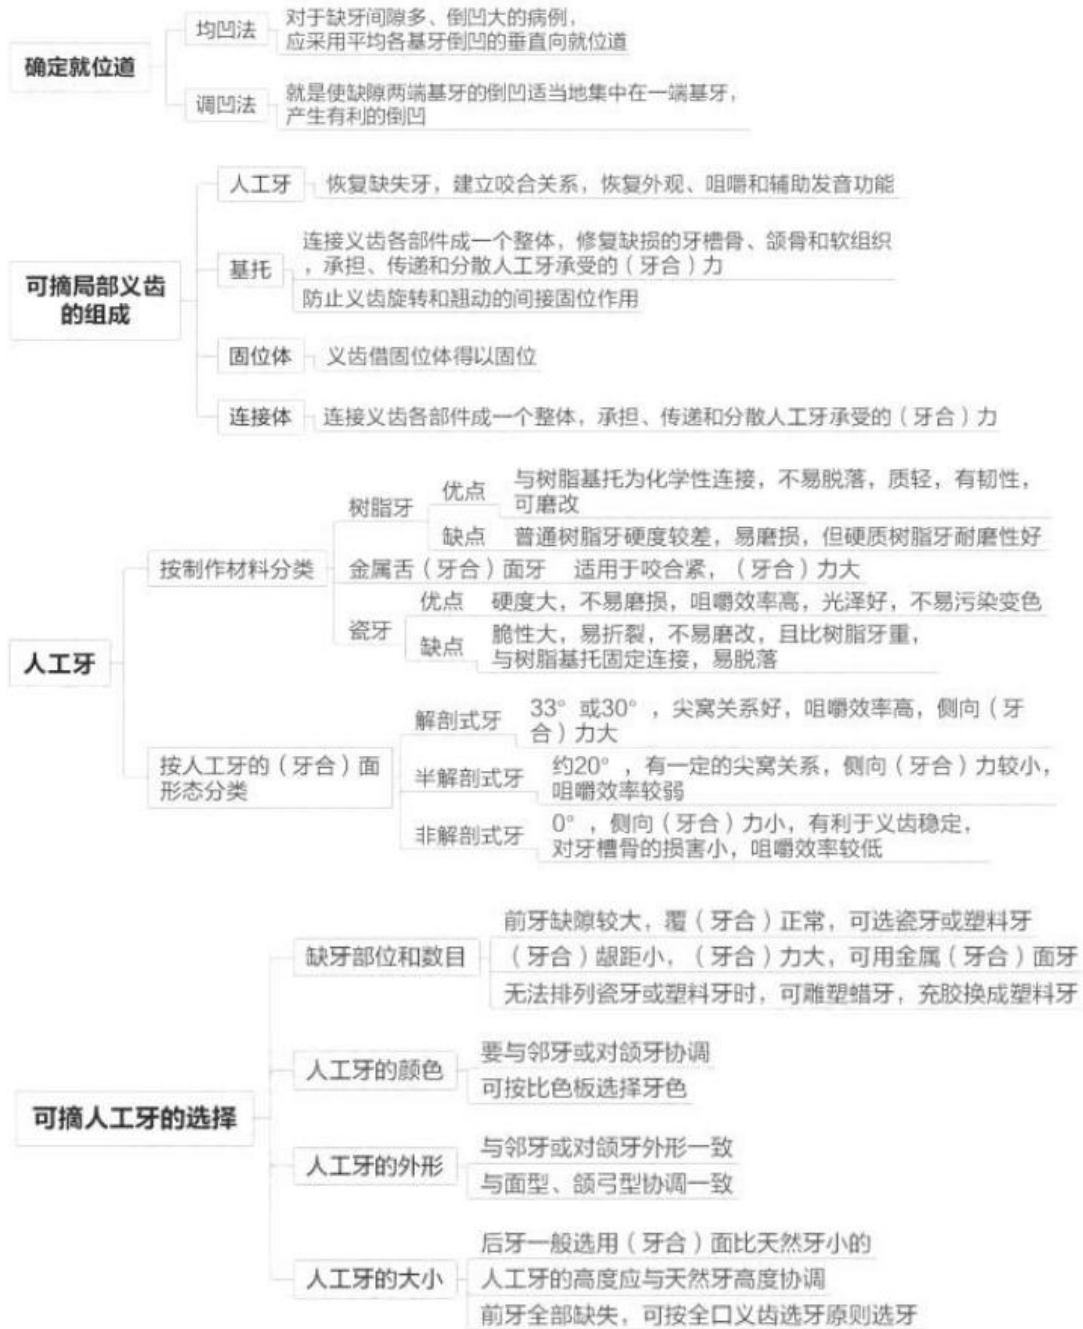 确定就位道
均凹法
对于缺牙间隙多、倒凹大的病例，
应采用平均各基牙倒凹的垂直向就位道
调凹法
就是使缺隙两端基牙的倒凹适当地集中在一端基牙，
产生有利的倒凹
可摘局部义齿
的组成
人工牙
恢复缺失牙，建立咬合关系，恢复外观、咀嚼和辅助发音功能
基托
连接义齿各部件成一个整体，修复缺损的牙槽骨、颌骨和软组织
，承担、传递和分散人工牙承受的（牙合）力
防止义齿旋转和翘动的间接固位作用
固位体
义齿借固位体得以固位
连接体
连接义齿各部件成一个整体，承担、传递和分散人工牙承受的（牙合）力
人工牙
按制作材料分类
树脂牙
优点
与树脂基托为化学性连接，不易脱落，质轻，有韧性，
可磨改
缺点
普通树脂牙硬度较差，易磨损，但硬质树脂牙耐磨性好
金属舌（牙合）面牙
适用于咬合紧，（牙合）力大
瓷牙
优点
硬度大，不易磨损，咀嚼效率高，光泽好，不易污染变色
缺点
脆性大，易折裂，不易磨改，且比树脂牙重，
与树脂基托固定连接，易脱落
按人工牙的（牙合）面
形态分类
解剖式牙
33°或30°，尖窝关系好，咀嚼效率高，侧向（牙
合）力大
半解剖式牙
约20°，有一定的尖窝关系，侧向（牙合）力较小，
咀嚼效率较弱
非解剖式牙
0°，侧向（牙合）力小，有利于义齿稳定，
对牙槽骨的损害小，咀嚼效率较低
可摘人工牙的选择
缺牙部位和数目
前牙缺隙较大，覆（牙合）正常，可选瓷牙或塑料牙
（牙合）龈距小，（牙合）力大，可用金属（牙合）面牙
无法排列瓷牙或塑料牙时，可雕塑蜡牙，充胶换成塑料牙
人工牙的颜色
要与邻牙或对颌牙协调
可按比色板选择牙色
人工牙的外形
与邻牙或对颌牙外形一致
与面型、颌弓型协调一致
人工牙的大小
后牙一般选用（牙合）面比天然牙小的
人工牙的高度应与天然牙高度协调
前牙全部缺失，可按全口义齿选牙原则选牙